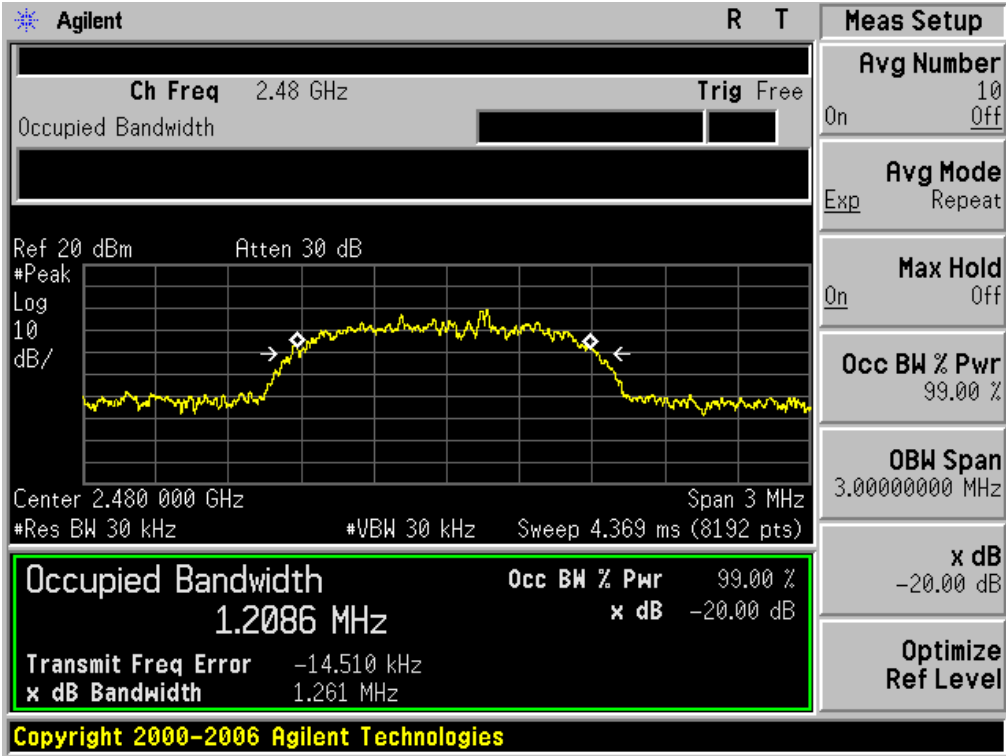 Agilent R T
Ch Freq 2.48 GHz Trig Free
Occupied Bandwidth
Ref 20 dBm Atten 30 dB
#Peak
Log
10
dB/
Center 2.480 000 GHz Span 3 MHz
#Res BW 30 kHz #VBW 30 kHz Sweep 4.369 ms (8192 pts)
Occupied Bandwidth Occ BW % Pwr 99.00 %
1.2086 MHz x dB -20.00 dB
Transmit Freq Error -14.510 kHz
x dB Bandwidth 1.261 MHz
Copyright 2000-2006 Agilent Technologies
Meas Setup
Avg Number
10
On Off
Avg Mode
Exp Repeat
Max Hold
On Off
Occ BW % Pwr
99.00 %
OBW Span
3.00000000 MHz
x dB
-20.00 dB
Optimize
Ref Level